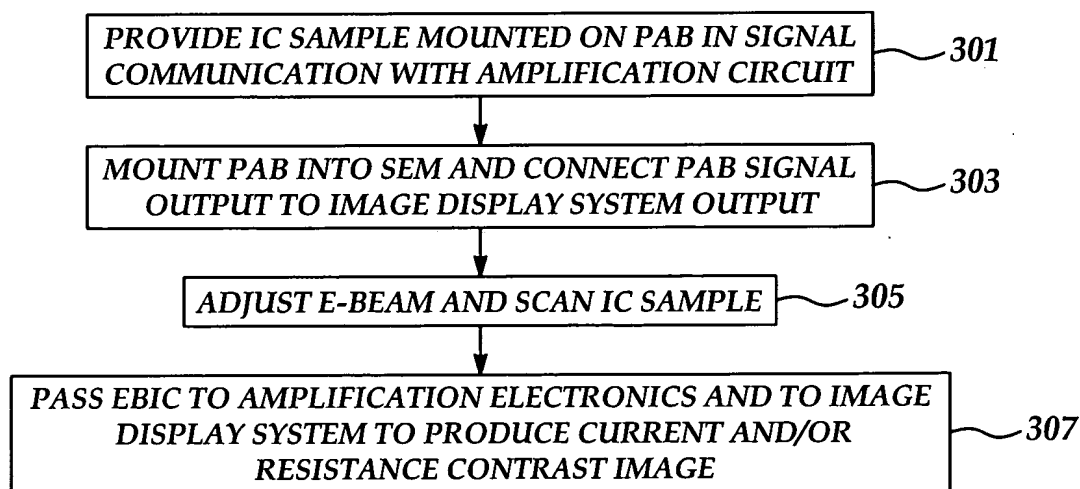 PROVIDE IC SAMPLE MOUNTED ON PAB IN SIGNAL
COMMUNICATION WITH AMPLIFICATION CIRCUIT
301
MOUNT PAB INTO SEM AND CONNECT PAB SIGNAL
OUTPUT TO IMAGE DISPLAY SYSTEM OUTPUT
303
ADJUST E-BEAM AND SCAN IC SAMPLE
305
PASS EBIC TO AMPLIFICATION ELECTRONICS AND TO IMAGE
DISPLAY SYSTEM TO PRODUCE CURRENT AND/OR
RESISTANCE CONTRAST IMAGE
307